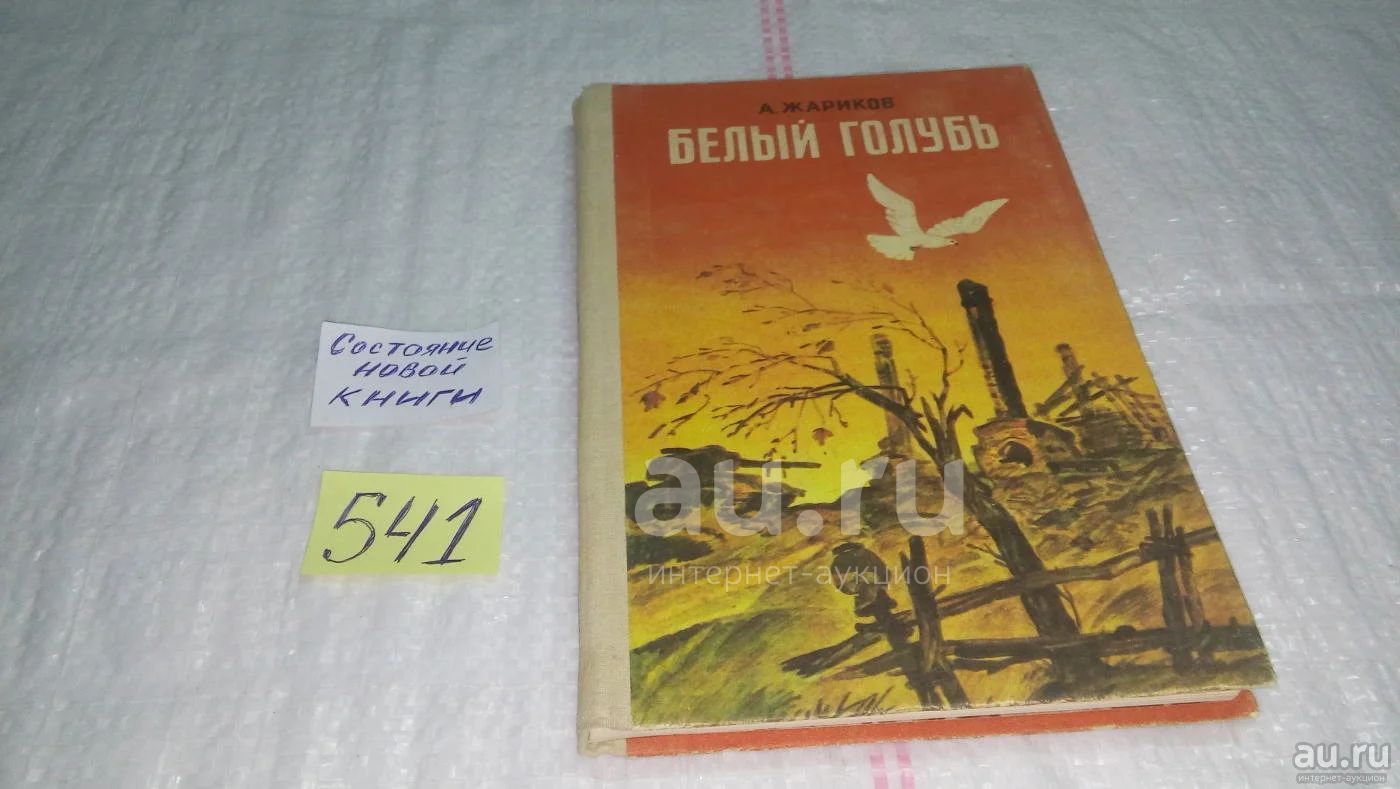 А. ЖАРИКОВ
БЕЛЫЙ ГОЛУБЬ
Состояние
новой
книги
541
au.ru
интернет-аукцион
au.ru
интернет-аукцион